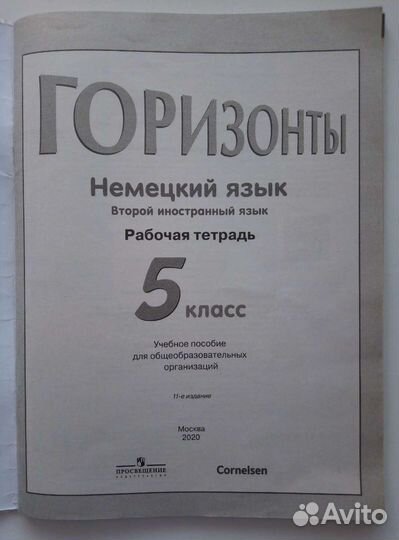 ГОРИЗОНТЫ
Немецкий язык
Второй иностранный язык
Рабочая тетрадь
5 класс
Учебное пособие
для общеобразовательных
организаций
11-е издание
Москва
2020
ПРОСВЕЩЕНИЕ
ИЗДАТЕЛЬСТВО
Cornelsen
Avito